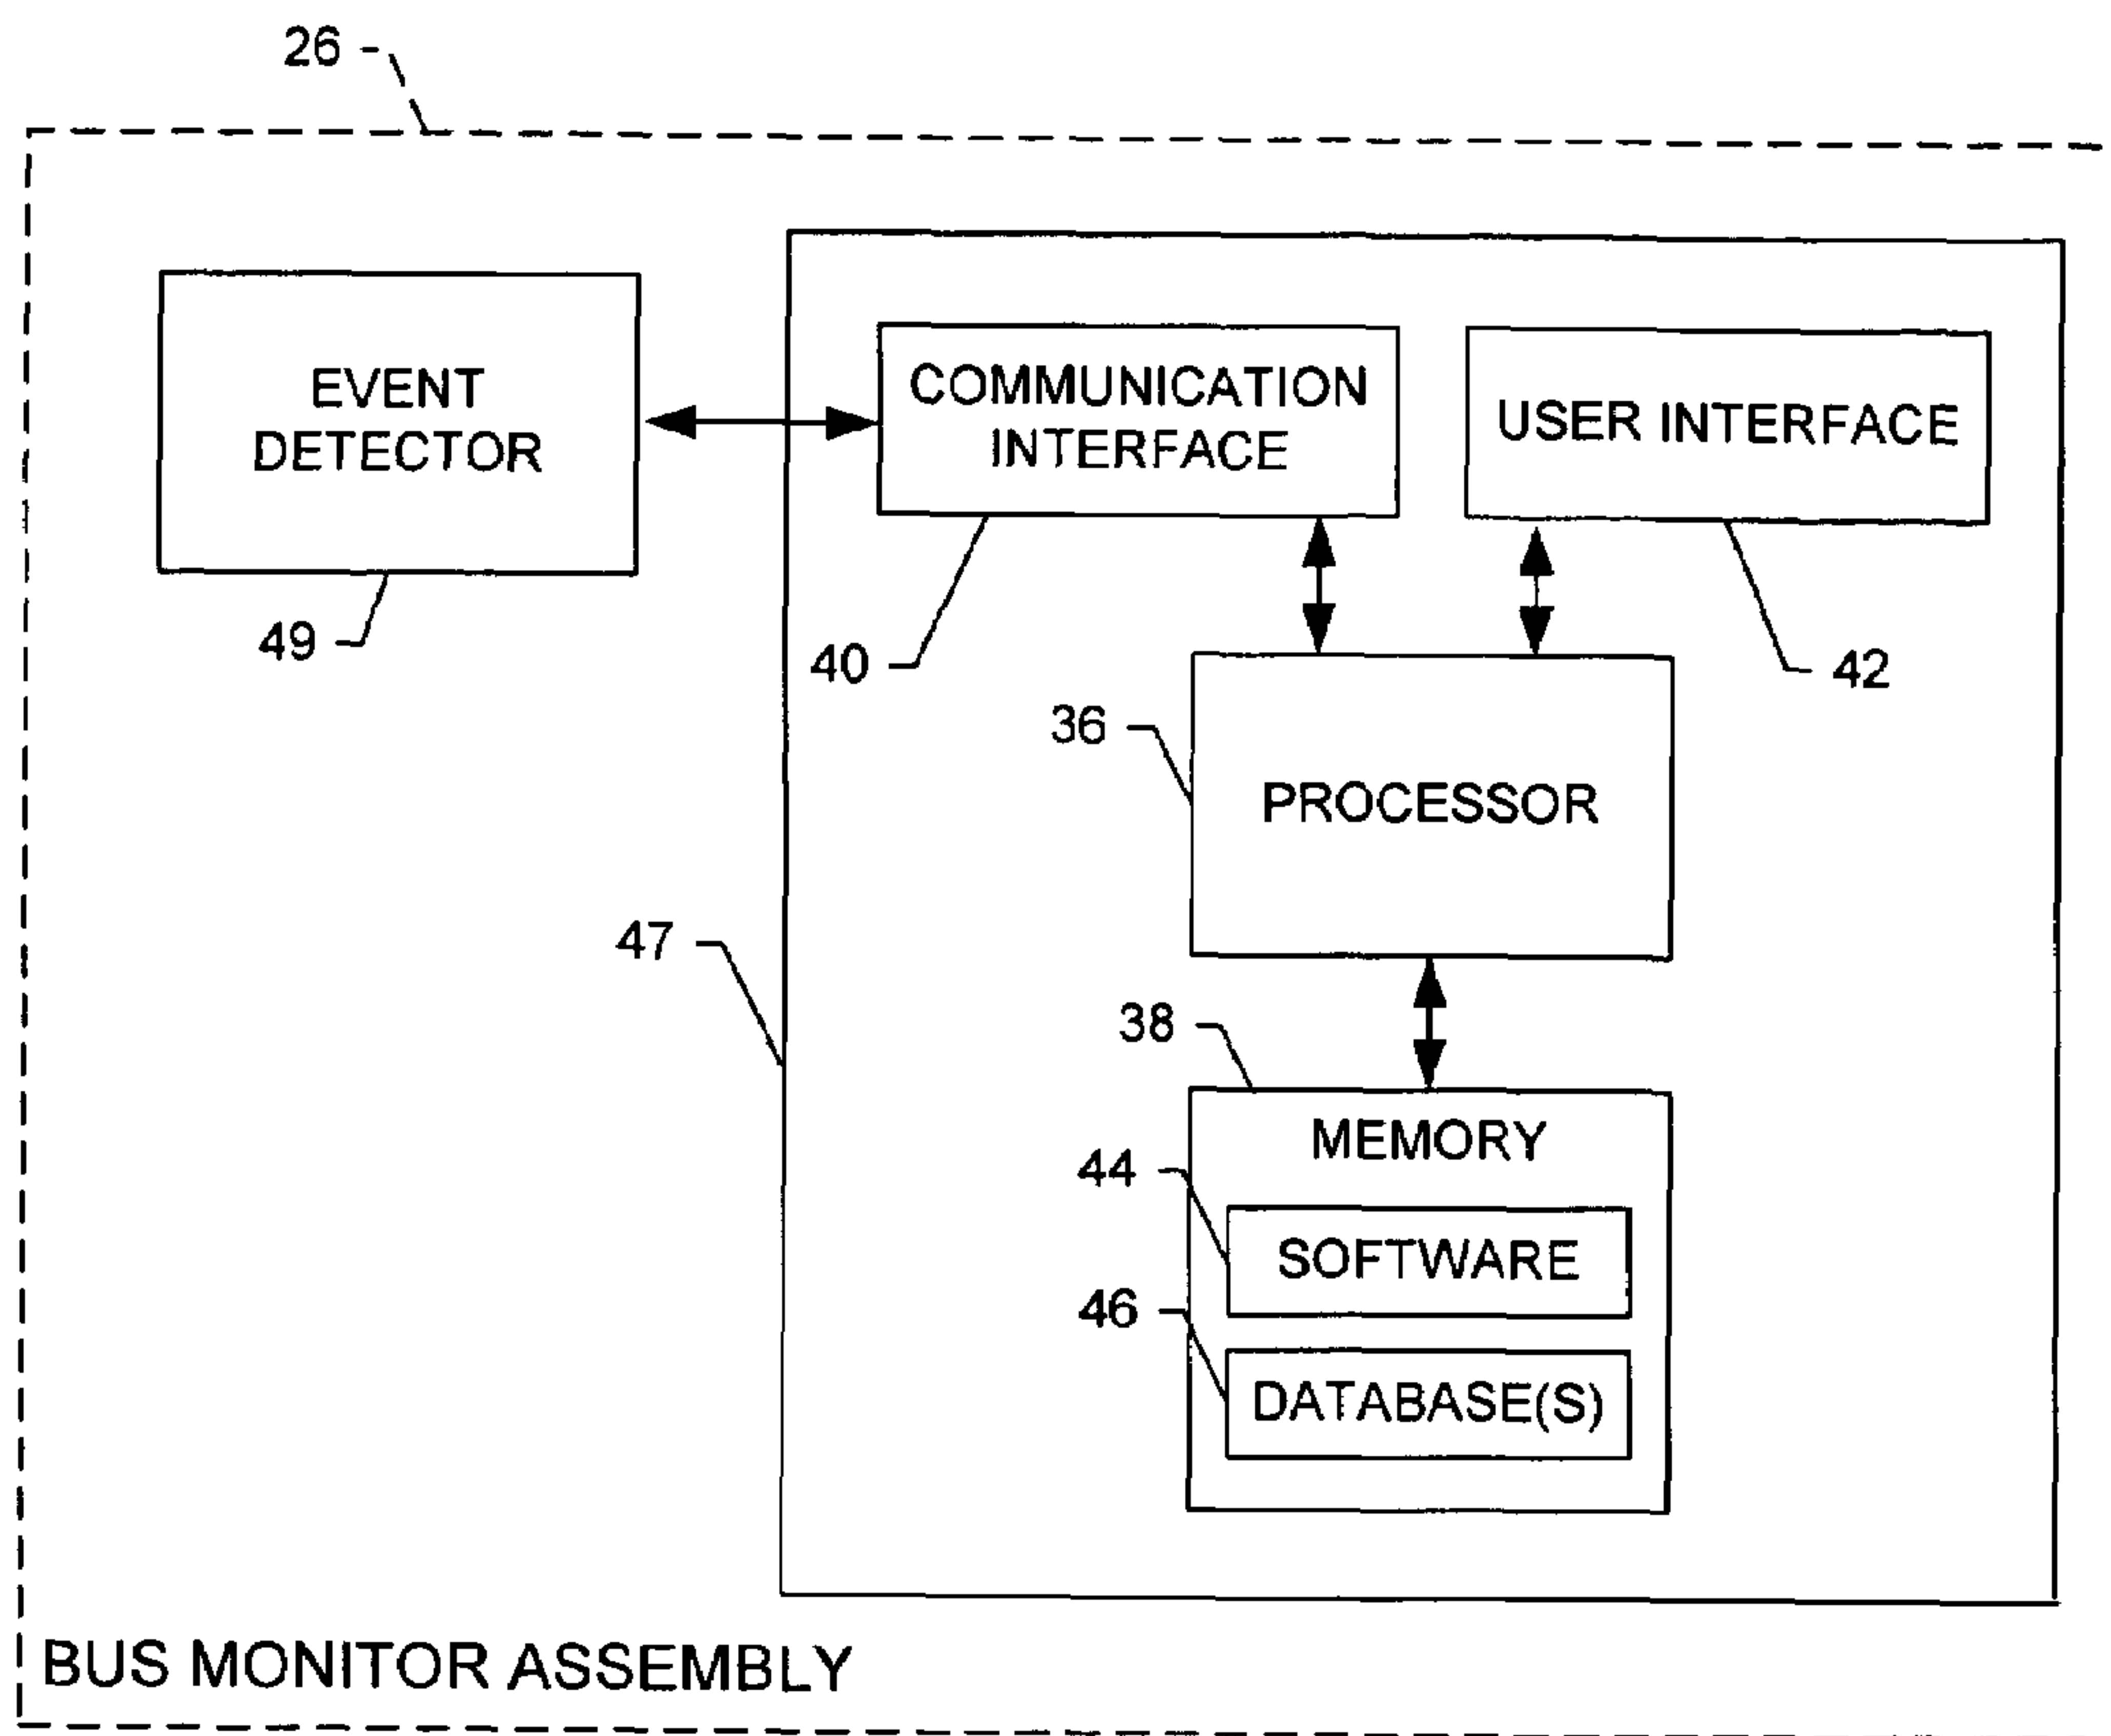 26
EVENT
DETECTOR
COMMUNICATION
INTERFACE
USER INTERFACE
49
40
42
36
PROCESSOR
47
38
MEMORY
44
SOFTWARE
46
DATABASE(S)
BUS MONITOR ASSEMBLY